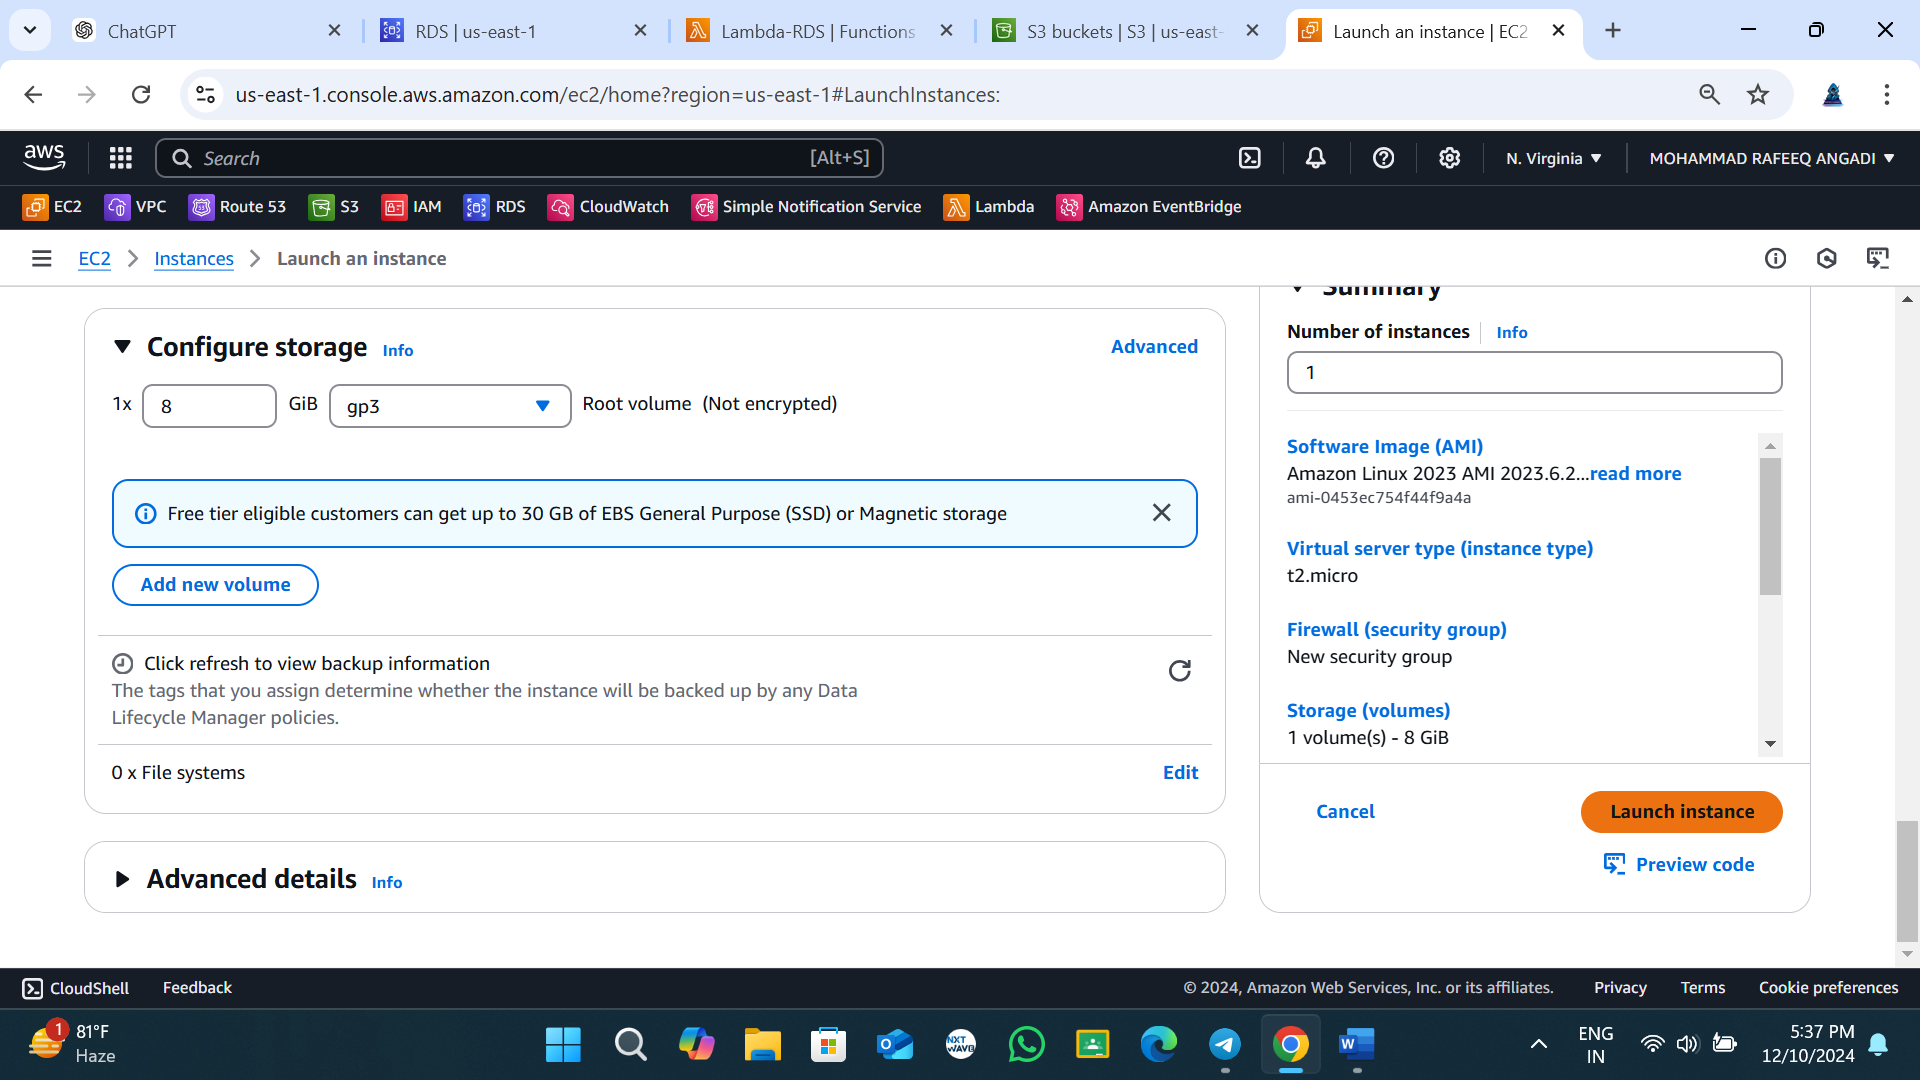 ChatGPT
RDS | us-east-1
Lambda-RDS | Functions
S3 buckets | S3 | us-east-
Launch an instance | EC2
us-east-1.console.aws.amazon.com/ec2/home?region=us-east-1#LaunchInstances:
aws
Search
[Alt+S]
N. Virginia
MOHAMMAD RAFEEQ ANGADI
EC2
VPC
Route 53
S3
IAM
RDS
CloudWatch
Simple Notification Service
Lambda
Amazon EventBridge
EC2
Instances
Launch an instance
Configure storage
Info
Advanced
1x
8
GiB
gp3
Root volume (Not encrypted)
Free tier eligible customers can get up to 30 GB of EBS General Purpose (SSD) or Magnetic storage
Add new volume
Click refresh to view backup information
The tags that you assign determine whether the instance will be backed up by any Data
Lifecycle Manager policies.
0 x File systems
Edit
Advanced details
Info
Summary
Number of instances
Info
1
Software Image (AMI)
Amazon Linux 2023 AMI 2023.6.2...read more
ami-0453ec754f44f9a4a
Virtual server type (instance type)
t2.micro
Firewall (security group)
New security group
Storage (volumes)
1 volume(s) - 8 GiB
Cancel
Launch instance
Preview code
CloudShell
Feedback
© 2024, Amazon Web Services, Inc. or its affiliates.
Privacy
Terms
Cookie preferences
1
81°F
Haze
NXT
WAVE
W
ENG
IN
5:37 PM
12/10/2024